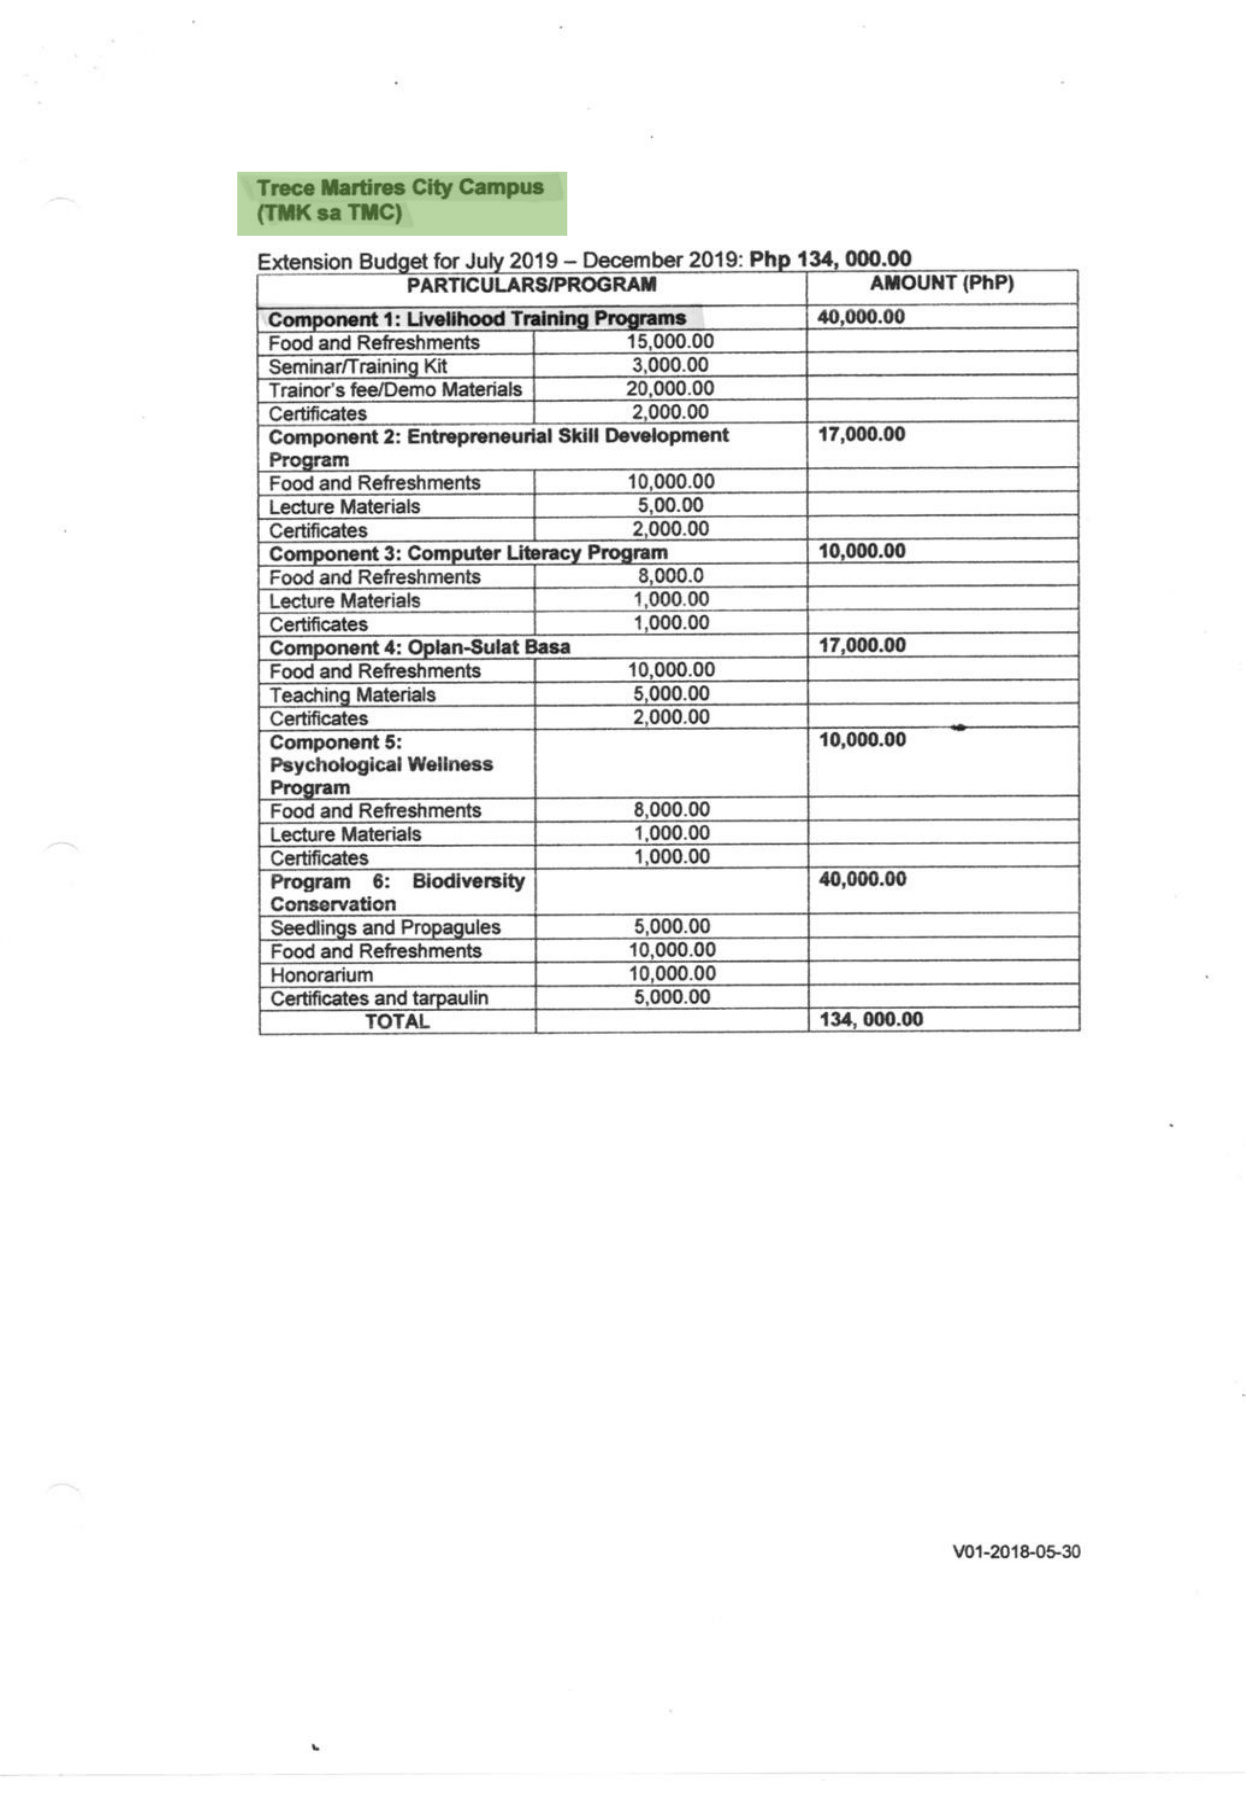 Trece Martires City Campus
(TMK sa TMC)
Extension Budget for July 2019 – December 2019: Php 134, 000.00
PARTICULARS/PROGRAM AMOUNT (PhP)
Component 1: Livelihood Training Programs 40,000.00
Food and Refreshments 15,000.00
Seminar/Training Kit 3,000.00
Trainor's fee/Demo Materials 20,000.00
Certificates 2,000.00
Component 2: Entrepreneurial Skill Development 17,000.00
Program
Food and Refreshments 10,000.00
Lecture Materials 5,00.00
Certificates 2,000.00
Component 3: Computer Literacy Program 10,000.00
Food and Refreshments 8,000.0
Lecture Materials 1,000.00
Certificates 1,000.00
Component 4: Oplan-Sulat Basa 17,000.00
Food and Refreshments 10,000.00
Teaching Materials 5,000.00
Certificates 2,000.00
Component 5: 10,000.00
Psychological Wellness
Program
Food and Refreshments 8,000.00
Lecture Materials 1,000.00
Certificates 1,000.00
Program 6: Biodiversity 40,000.00
Conservation
Seedlings and Propagules 5,000.00
Food and Refreshments 10,000.00
Honorarium 10,000.00
Certificates and tarpaulin 5,000.00
TOTAL 134, 000.00
V01-2018-05-30